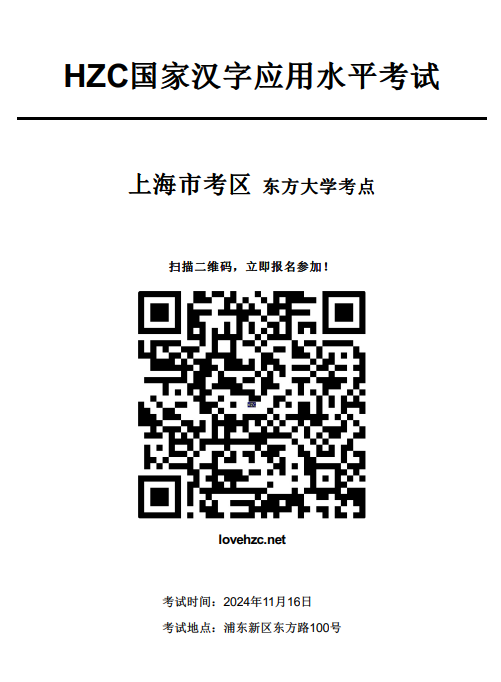 HZC国家汉字应用水平考试
上海市考区 东方大学考点
扫描二维码，立即报名参加！
lovehzc.net
考试时间：2024年11月16日
考试地点：浦东新区东方路100号